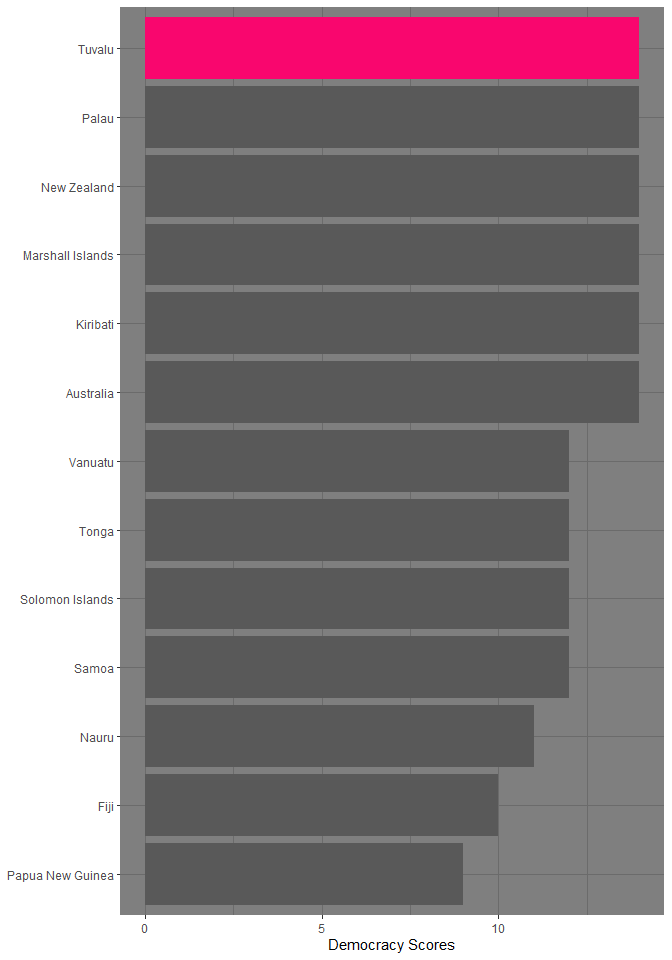 Tuvalu
Palau
New Zealand
Marshall Islands
Kiribati
Australia
Vanuatu
Tonga
Solomon Islands
Samoa
Nauru
Fiji
Papua New Guinea
0 5 10
Democracy Scores